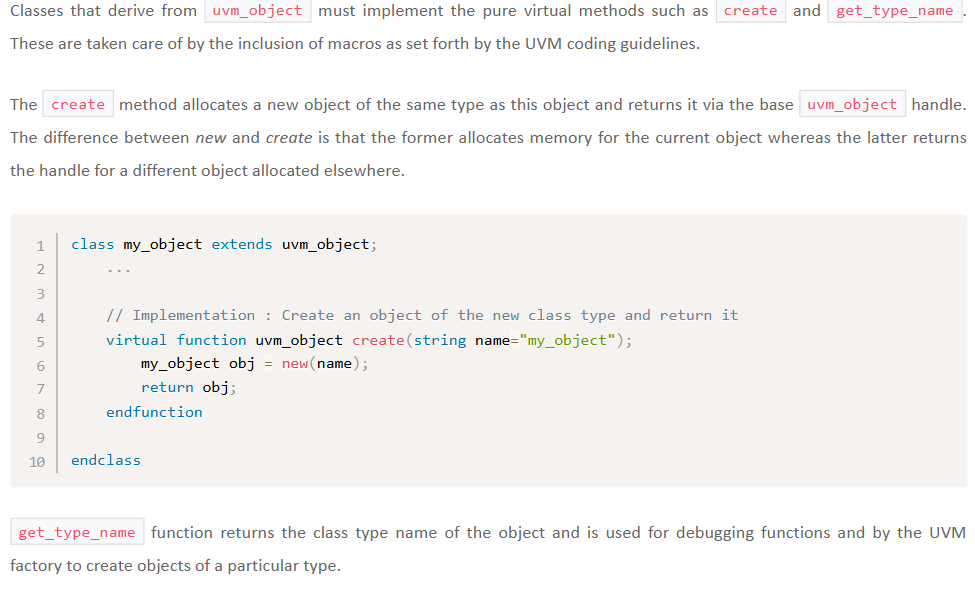 Classes that derive from uvm_object must implement the pure virtual methods such as create and get_type_name.
These are taken care of by the inclusion of macros as set forth by the UVM coding guidelines.
The create method allocates a new object of the same type as this object and returns it via the base uvm_object handle.
The difference between new and create is that the former allocates memory for the current object whereas the latter returns
the handle for a different object allocated elsewhere.
1 class my_object extends uvm_object;
2 ...
3
4 // Implementation : Create an object of the new class type and return it
5 virtual function uvm_object create(string name="my_object");
6 my_object obj = new(name);
7 return obj;
8 endfunction
9
10 endclass
get_type_name function returns the class type name of the object and is used for debugging functions and by the UVM
factory to create objects of a particular type.